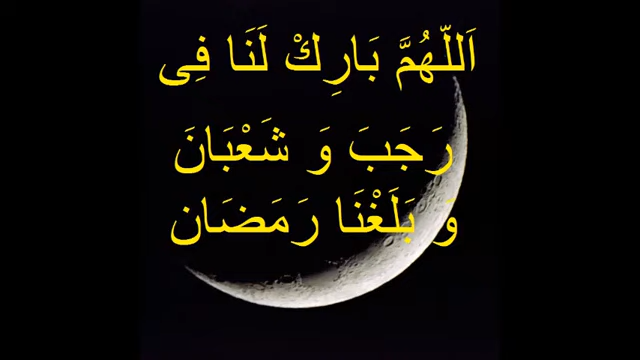 اَللّٰهُمَّ بَارِكْ لَنَا فِى
رَجَبَ وَ شَعْبَانَ
وَ بَلَغْنَا رَمَضَان